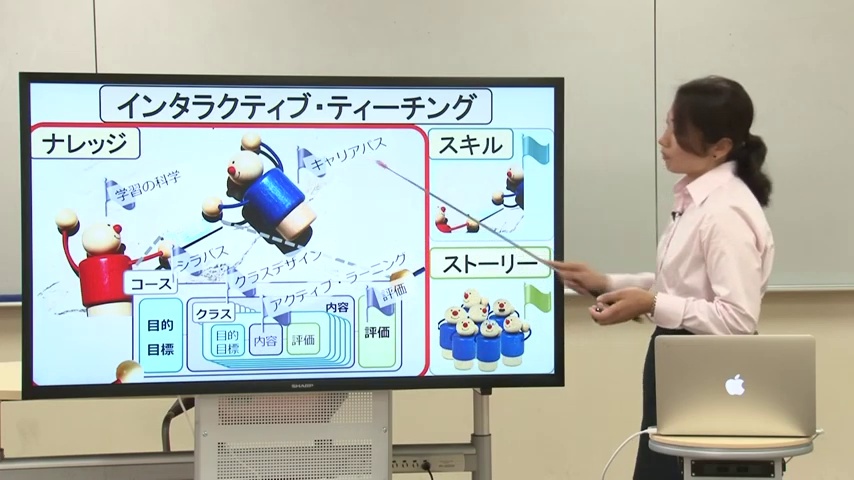 インタラクティブ・ティーチング
ナレッジ
スキル
キャリアパス
学習の科学
シラバス
クラスデザイン
アクティブ・ラーニング
評価
ストーリー
コース
目的
目標
クラス
内容
目的
目標
内容
評価
評価
SHARP